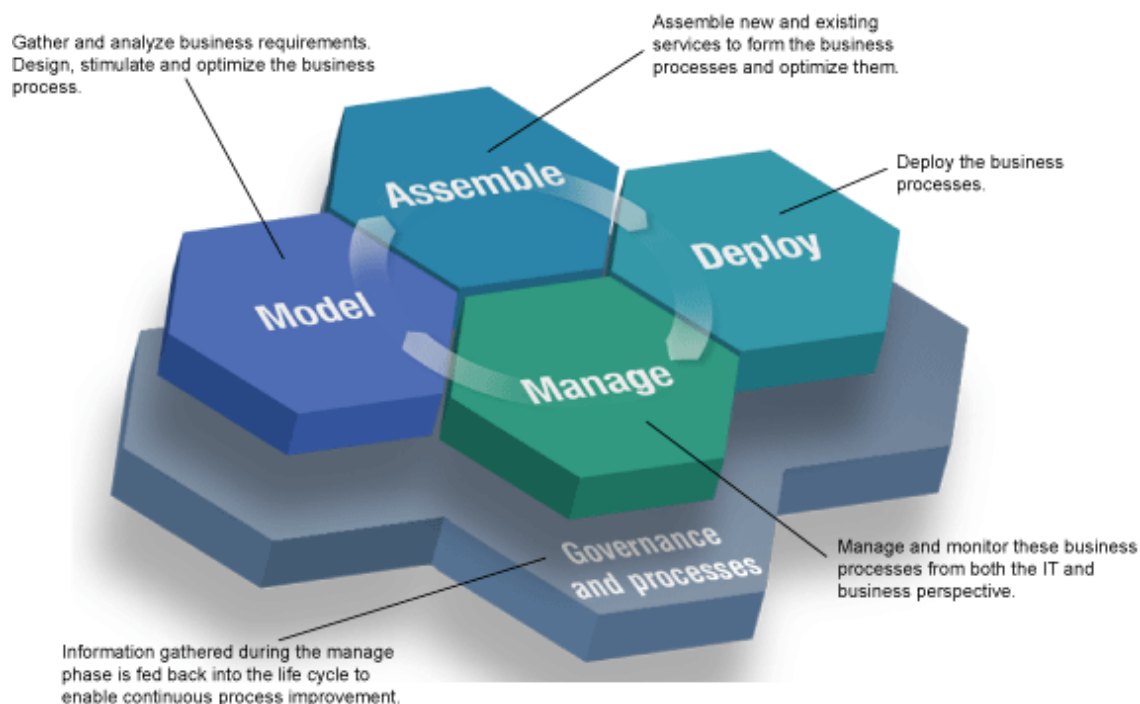 Gather and analyze business requirements.
Design, stimulate and optimize the business
process.
Assemble new and existing
services to form the business
processes and optimize them.
Deploy the business
processes.
Assemble
Deploy
Model
Manage
Governance
and processes
Manage and monitor these business
processes from both the IT and
business perspective.
Information gathered during the manage
phase is fed back into the life cycle to
enable continuous process improvement.